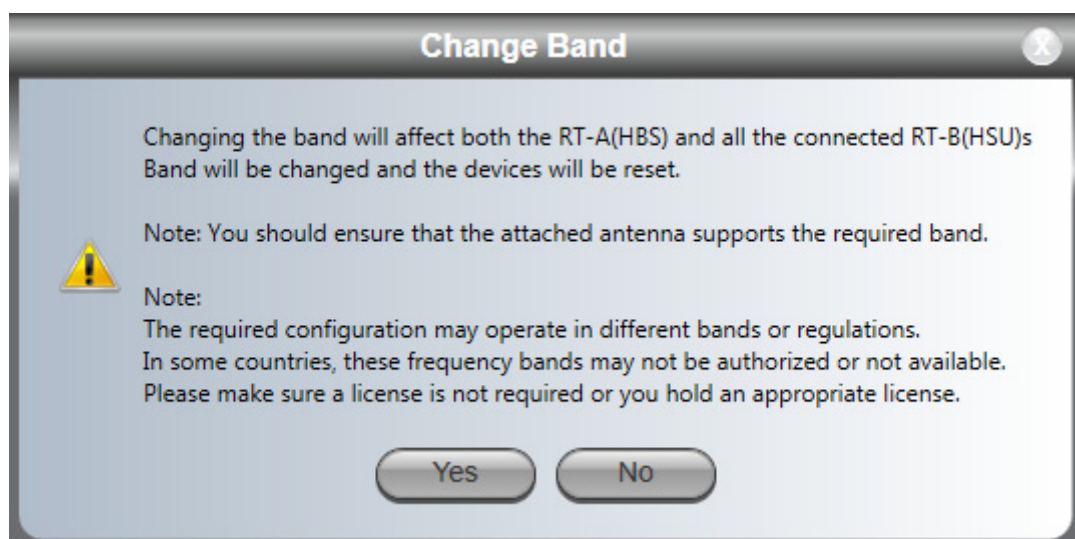 Change Band
X
Changing the band will affect both the RT-A(HBS) and all the connected RT-B(HSU)s
Band will be changed and the devices will be reset.
Note: You should ensure that the attached antenna supports the required band.
Note:
The required configuration may operate in different bands or regulations.
In some countries, these frequency bands may not be authorized or not available.
Please make sure a license is not required or you hold an appropriate license.
Yes No